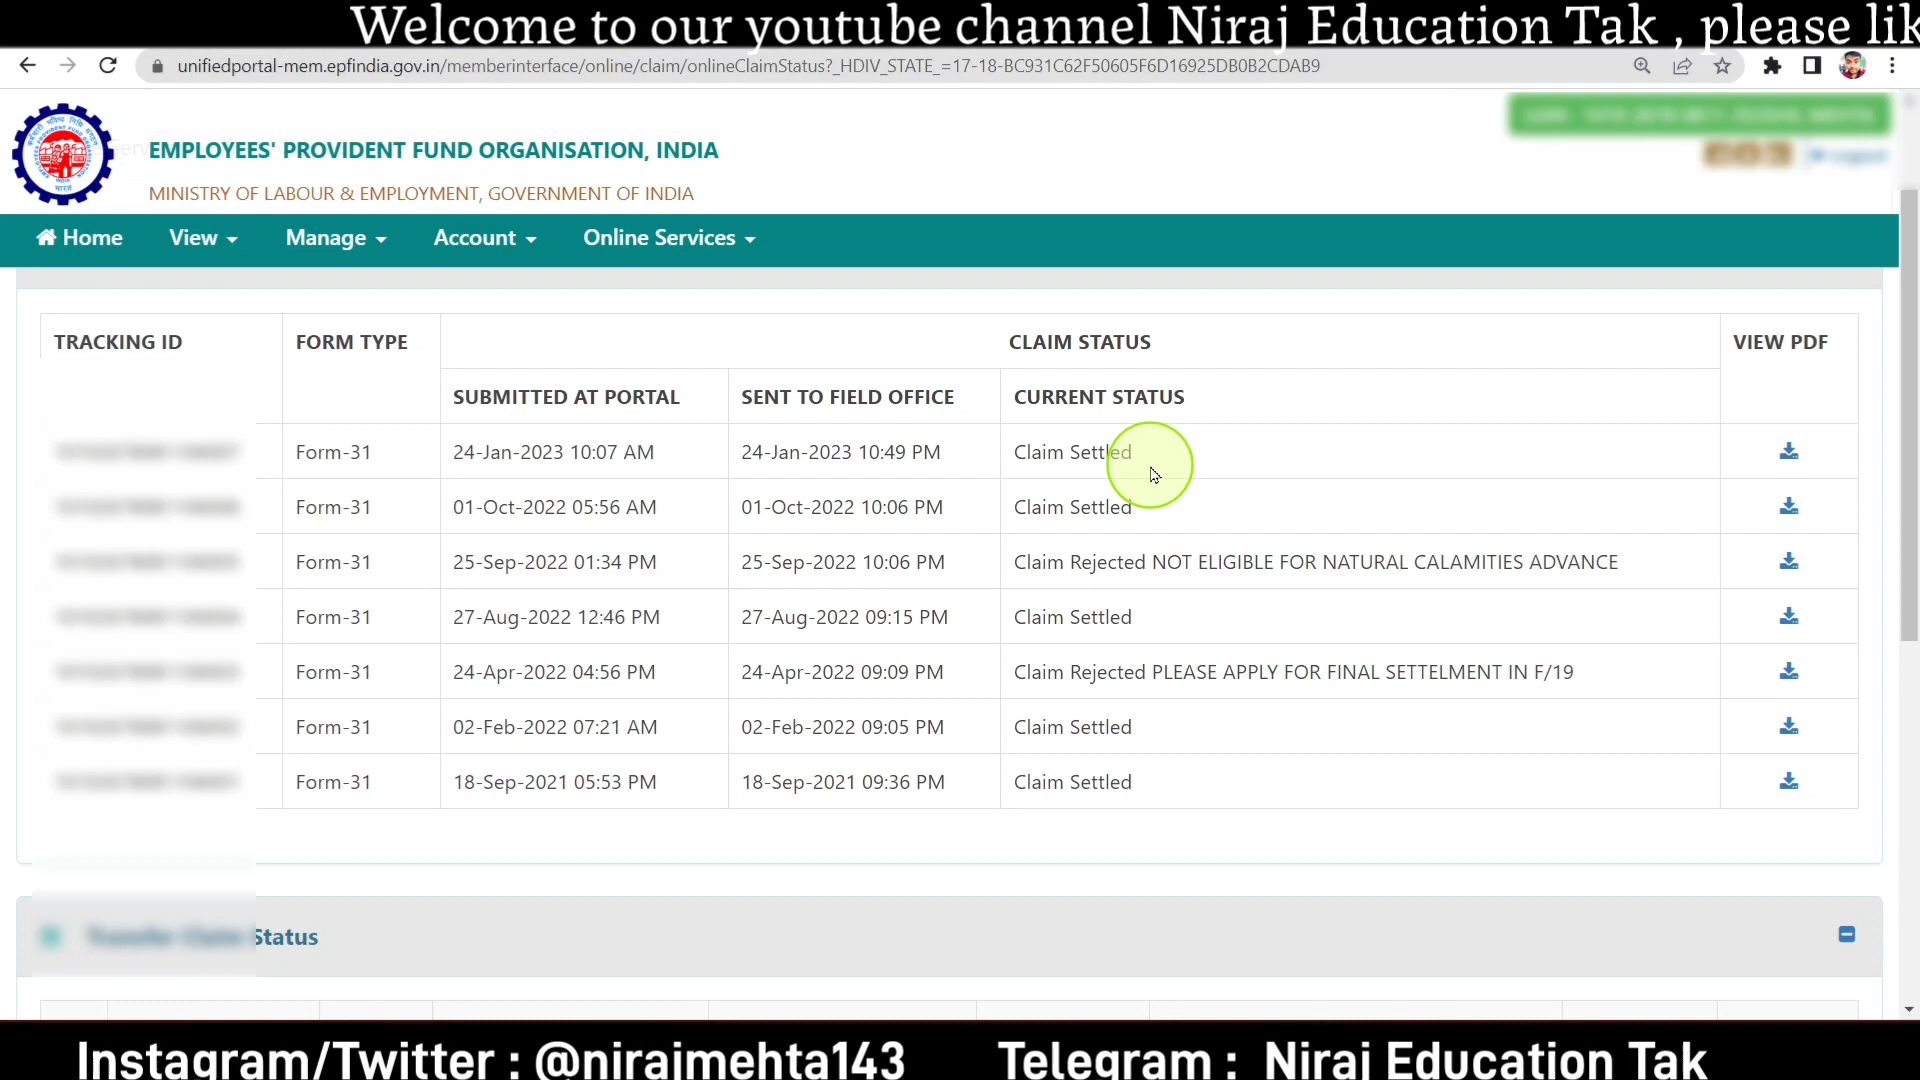 Welcome to our youtube channel Niraj Education Tak , please lik
unifiedportal-mem.epfindia.gov.in/memberinterface/online/claim/onlineClaimStatus?_HDIV_STATE_=17-18-BC931C62F50605F6D16925DB0B2CDAB9
EMPLOYEES' PROVIDENT FUND ORGANISATION, INDIA
MINISTRY OF LABOUR & EMPLOYMENT, GOVERNMENT OF INDIA
Home View Manage Account Online Services
TRACKING ID FORM TYPE CLAIM STATUS VIEW PDF
SUBMITTED AT PORTAL SENT TO FIELD OFFICE CURRENT STATUS
Form-31 24-Jan-2023 10:07 AM 24-Jan-2023 10:49 PM Claim Settled
Form-31 01-Oct-2022 05:56 AM 01-Oct-2022 10:06 PM Claim Settled
Form-31 25-Sep-2022 01:34 PM 25-Sep-2022 10:06 PM Claim Rejected NOT ELIGIBLE FOR NATURAL CALAMITIES ADVANCE
Form-31 27-Aug-2022 12:46 PM 27-Aug-2022 09:15 PM Claim Settled
Form-31 24-Apr-2022 04:56 PM 24-Apr-2022 09:09 PM Claim Rejected PLEASE APPLY FOR FINAL SETTELMENT IN F/19
Form-31 02-Feb-2022 07:21 AM 02-Feb-2022 09:05 PM Claim Settled
Form-31 18-Sep-2021 05:53 PM 18-Sep-2021 09:36 PM Claim Settled
Status
Instagram/Twitter : @nirajmehta143 Telegram : Niraj Education Tak